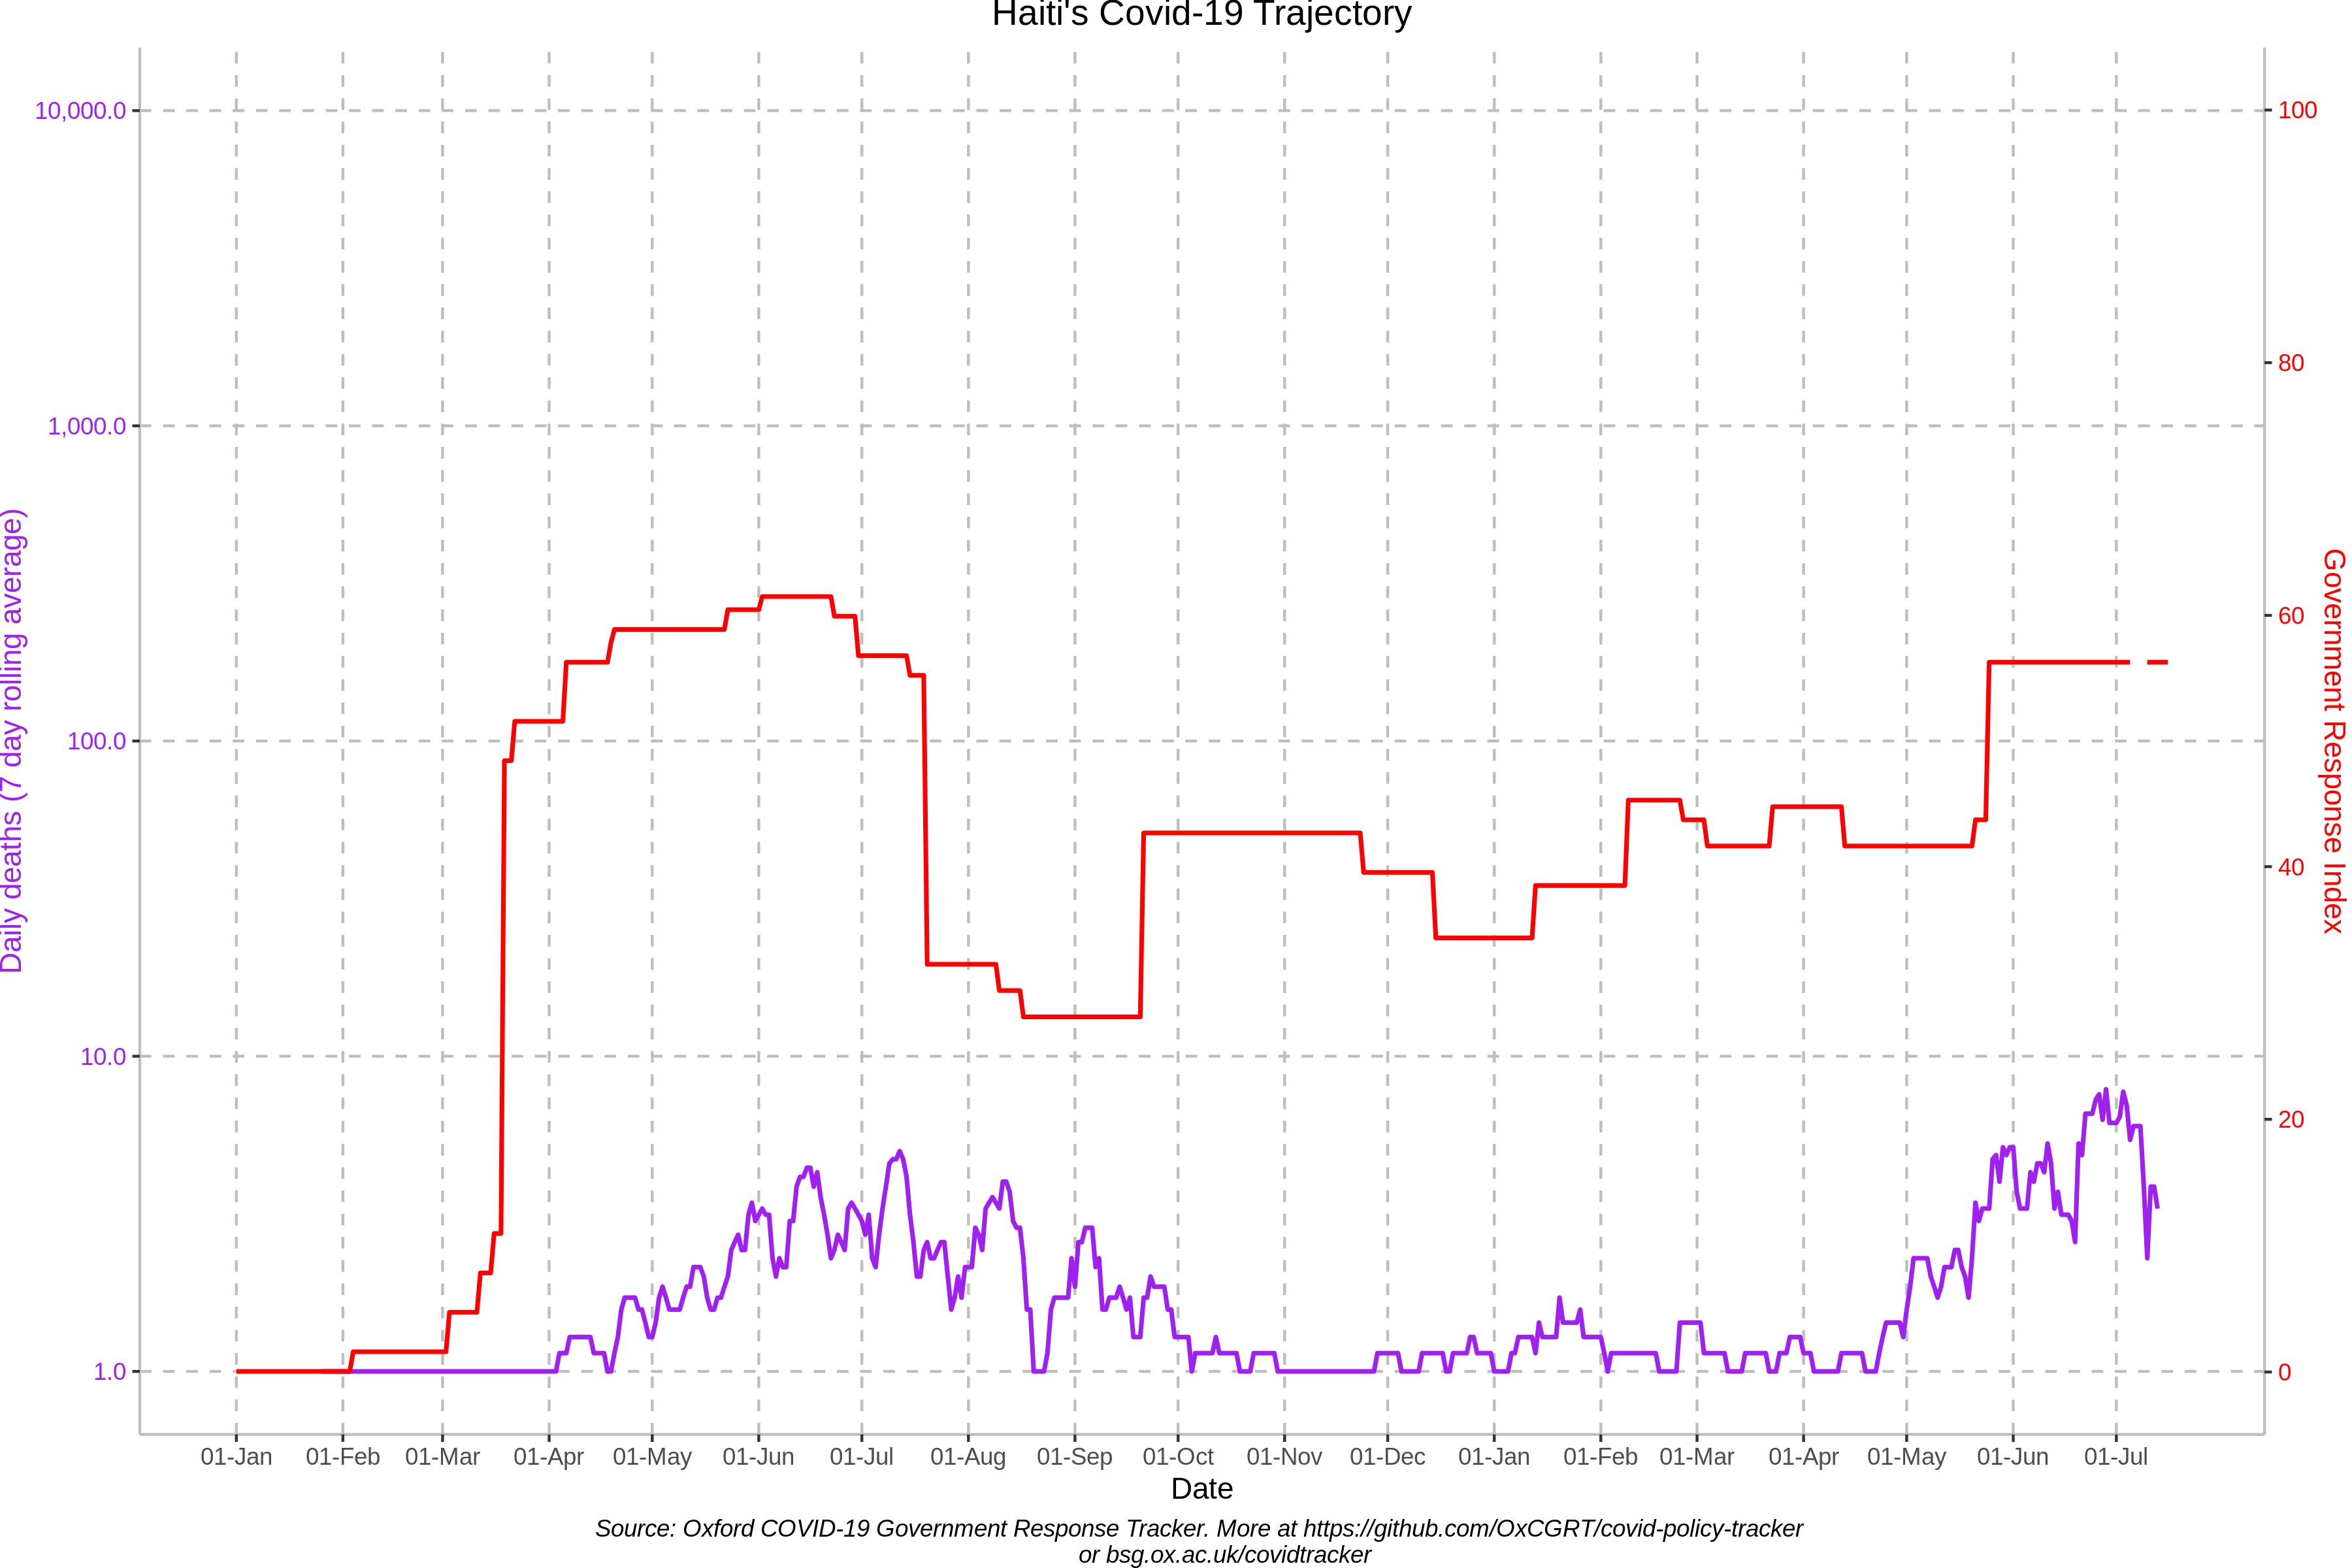 Haiti's Covid-19 Trajectory
10,000.0
1,000.0
100.0
10.0
1.0
Daily deaths (7 day rolling average)
100
80
60
40
20
0
Government Response Index
01-Jan 01-Feb 01-Mar 01-Apr 01-May 01-Jun 01-Jul 01-Aug 01-Sep 01-Oct 01-Nov 01-Dec 01-Jan 01-Feb 01-Mar 01-Apr 01-May 01-Jun 01-Jul
Date
Source: Oxford COVID-19 Government Response Tracker. More at https://github.com/OxCGRT/covid-policy-tracker
or bsg.ox.ac.uk/covidtracker